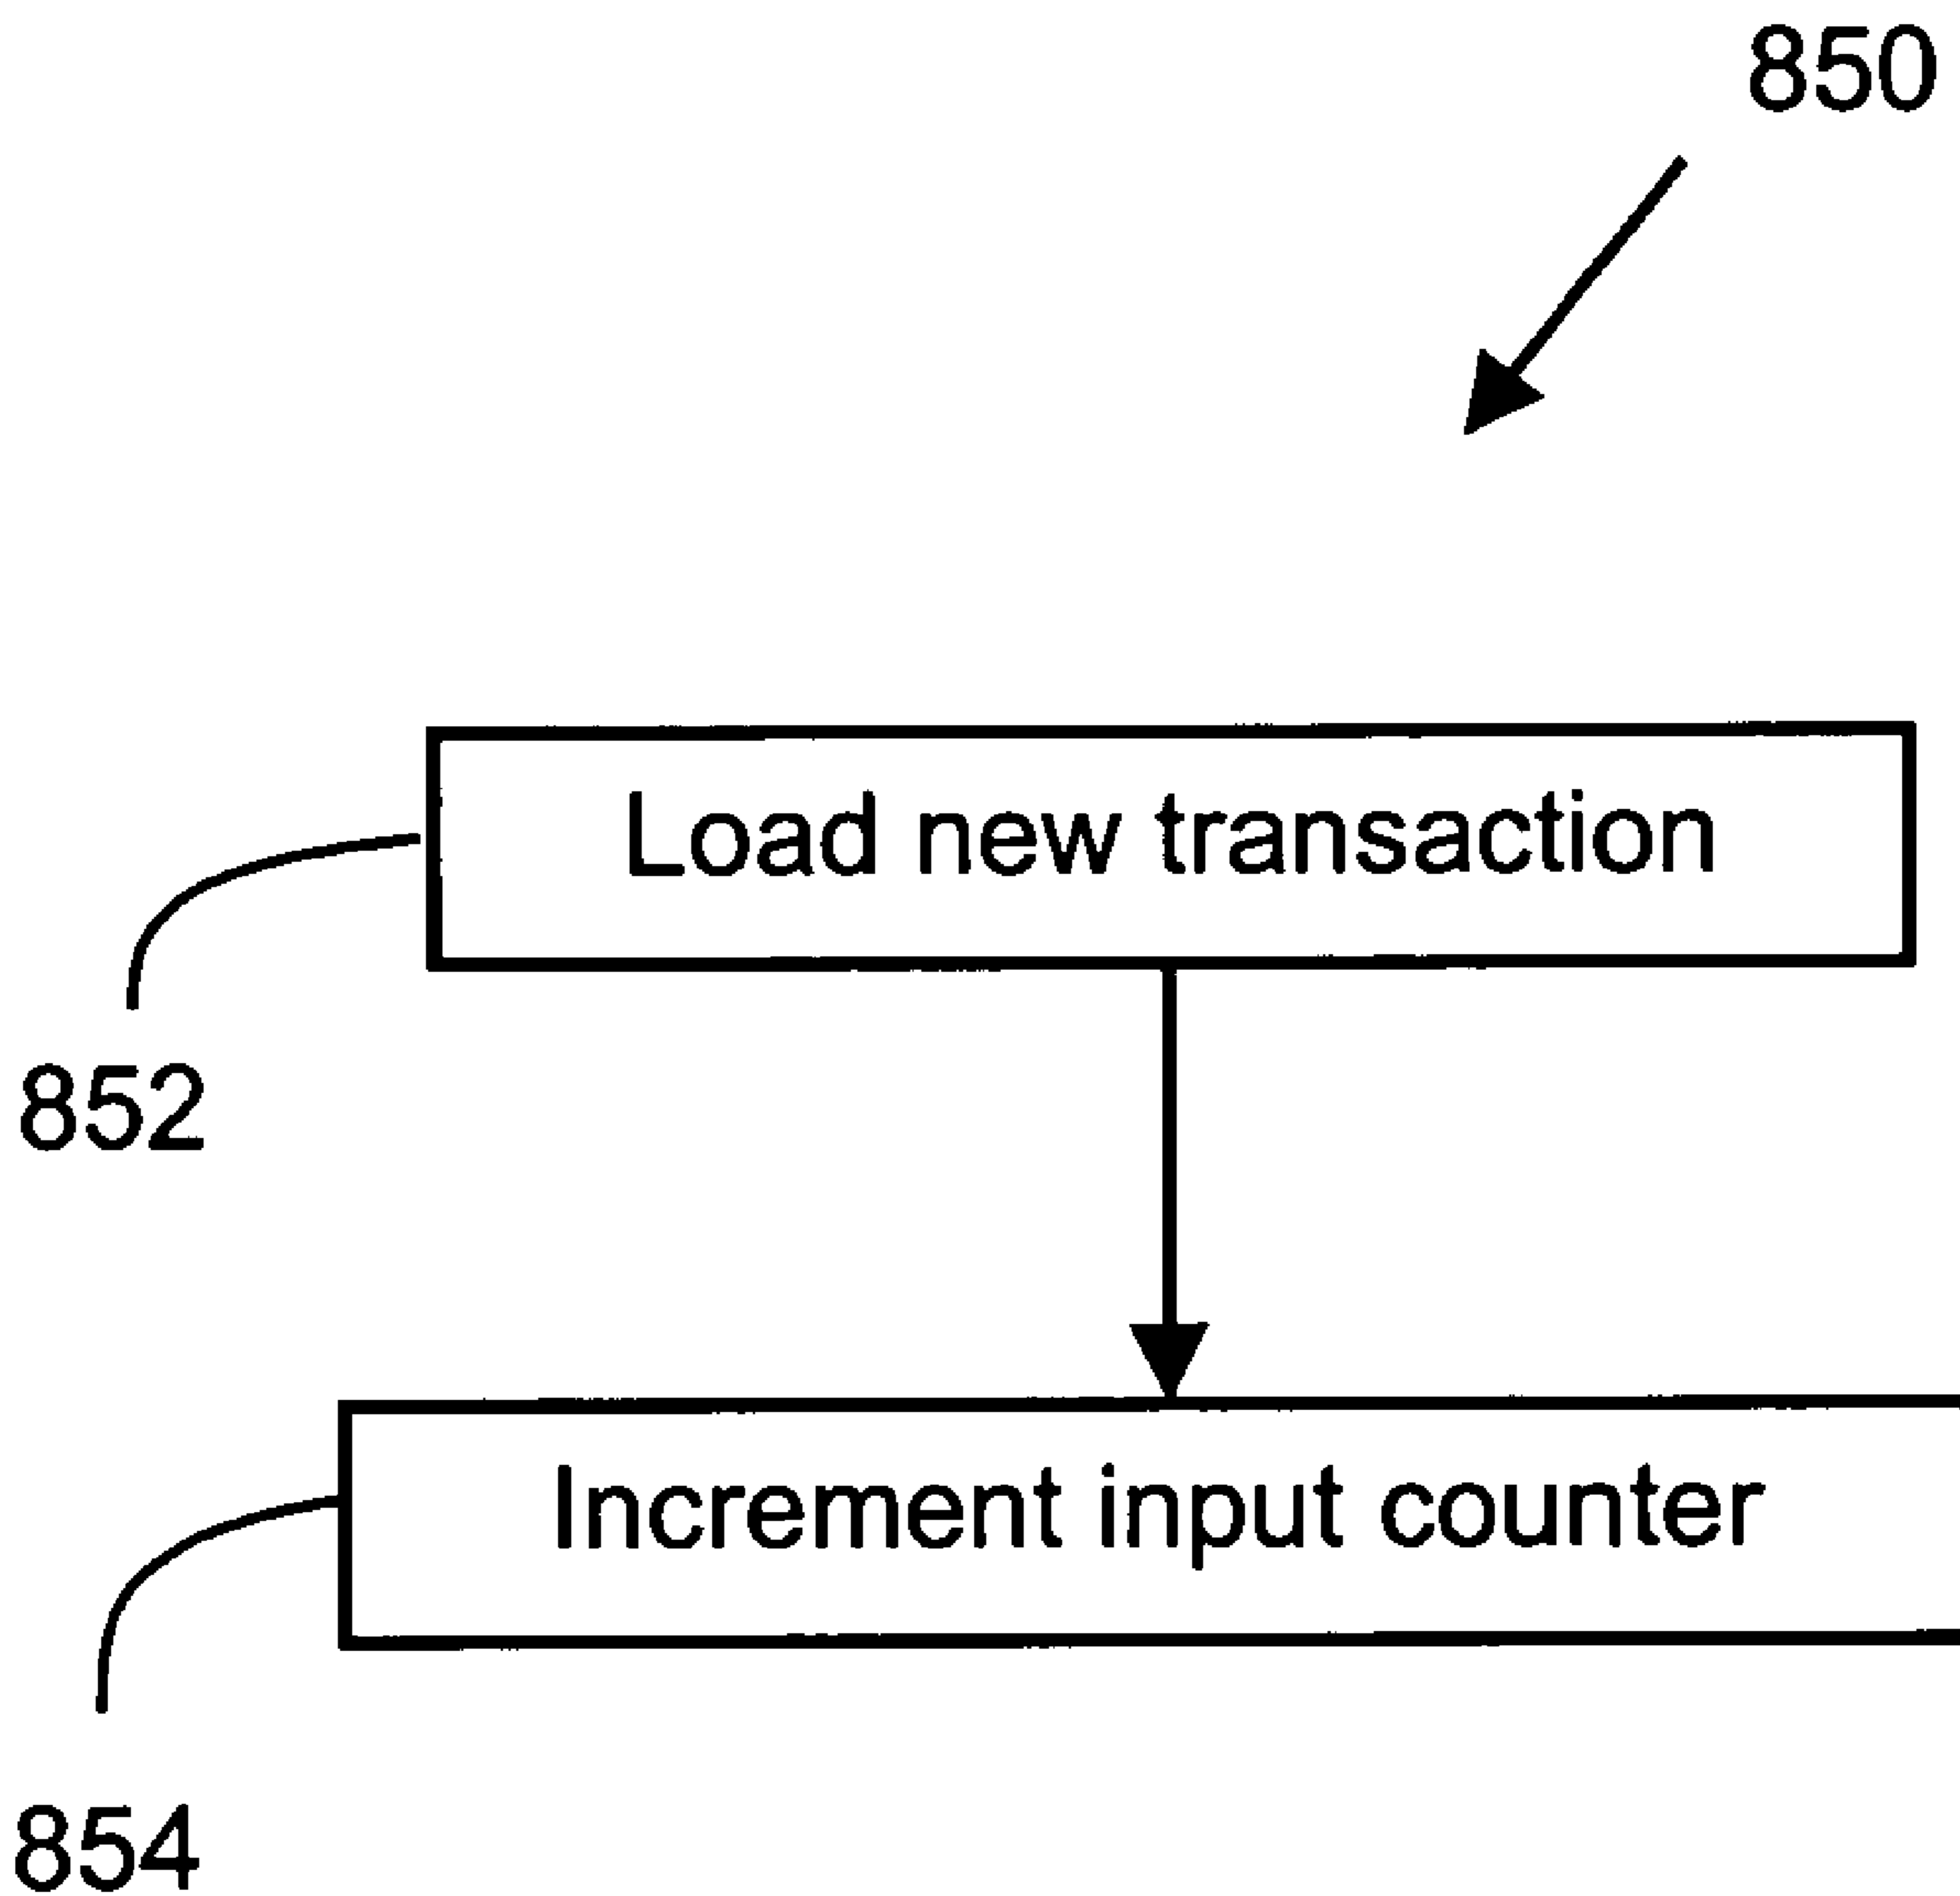 850
Load new transaction
852
Increment input counter
854